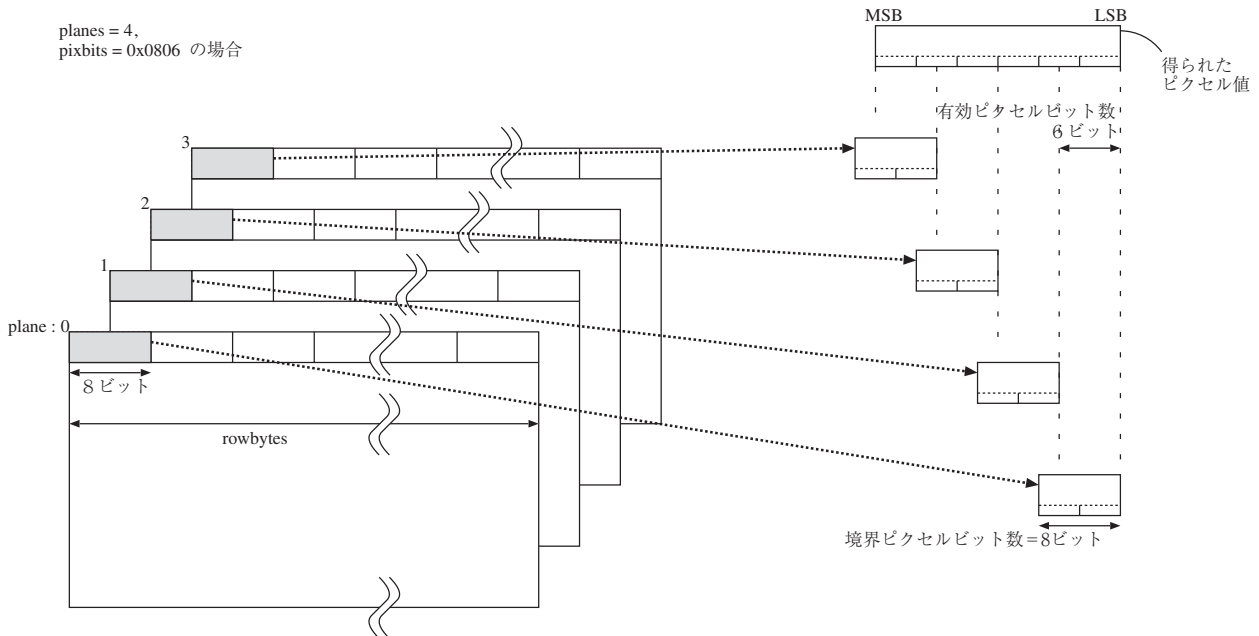 planes = 4,
pixbits = 0x0806 の場合
MSB
LSB
得られた
ピクセル値
有効ピクセルビット数
6 ビット
3
2
1
plane : 0
8 ビット
rowbytes
境界ピクセルビット数＝8ビット